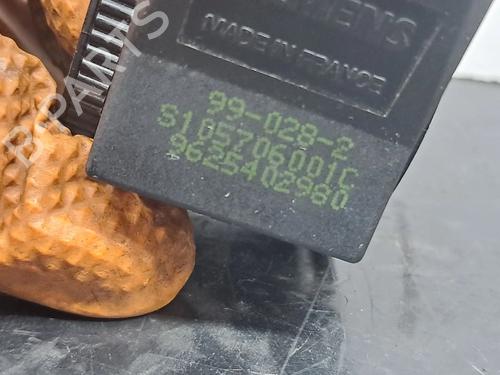 SIEMENS
MADE IN FRANCE
99-028-2
S105706001C
9625402980
B-PARTS